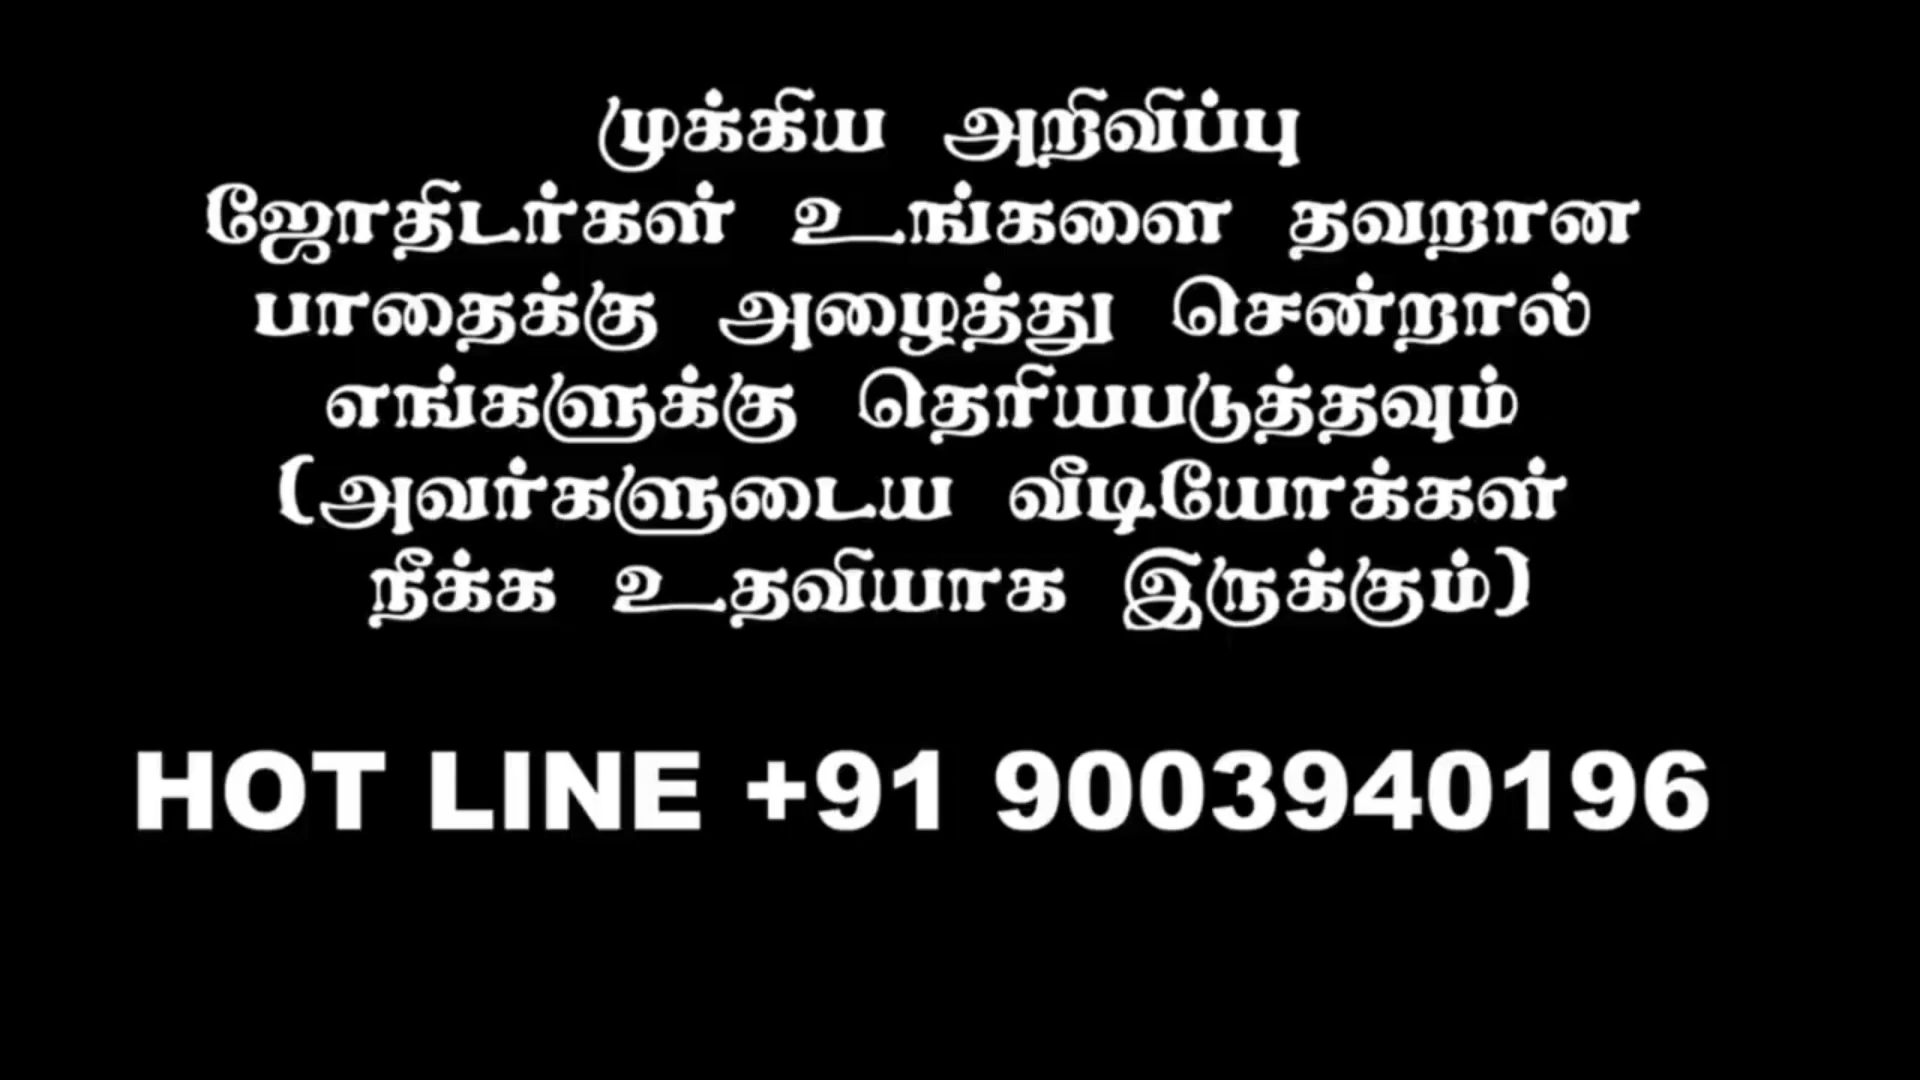 முக்கிய அறிவிப்பு
ஜோதிடர்கள் உங்களை தவறான
பாதைக்கு அழைத்து சென்றால்
எங்களுக்கு தெரியபடுத்தவும்
(அவர்களுடைய வீடியோக்கள்
நீக்க உதவியாக இருக்கும்)
HOT LINE +91 9003940196